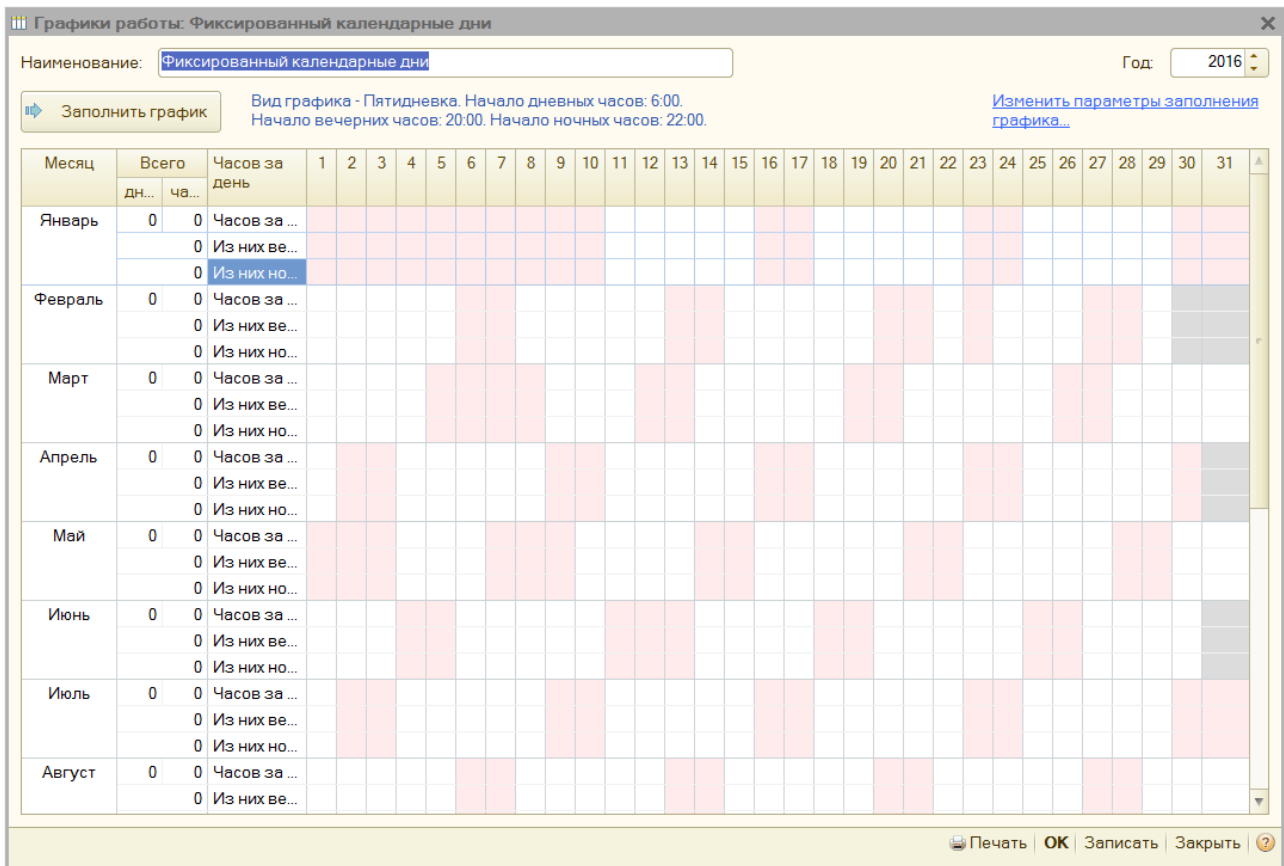 Графики работы: Фиксированный календарные дни
Наименование: Фиксированный календарные дни Год: 2016
Заполнить график
Вид графика - Пятидневка. Начало дневных часов: 6:00.
Начало вечерних часов: 20:00. Начало ночных часов: 22:00.
Изменить параметры заполнения
графика...
Месяц Всего Часов за день 1 2 3 4 5 6 7 8 9 10 11 12 13 14 15 16 17 18 19 20 21 22 23 24 25 26 27 28 29 30 31
дн... ча...
Январь 0 0 Часов за ...
0 Из них ве...
0 Из них но...
Февраль 0 0 Часов за ...
0 Из них ве...
0 Из них но...
Март 0 0 Часов за ...
0 Из них ве...
0 Из них но...
Апрель 0 0 Часов за ...
0 Из них ве...
0 Из них но...
Май 0 0 Часов за ...
0 Из них ве...
0 Из них но...
Июнь 0 0 Часов за ...
0 Из них ве...
0 Из них но...
Июль 0 0 Часов за ...
0 Из них ве...
0 Из них но...
Август 0 0 Часов за ...
0 Из них ве...
Печать ОК Записать Закрыть ?